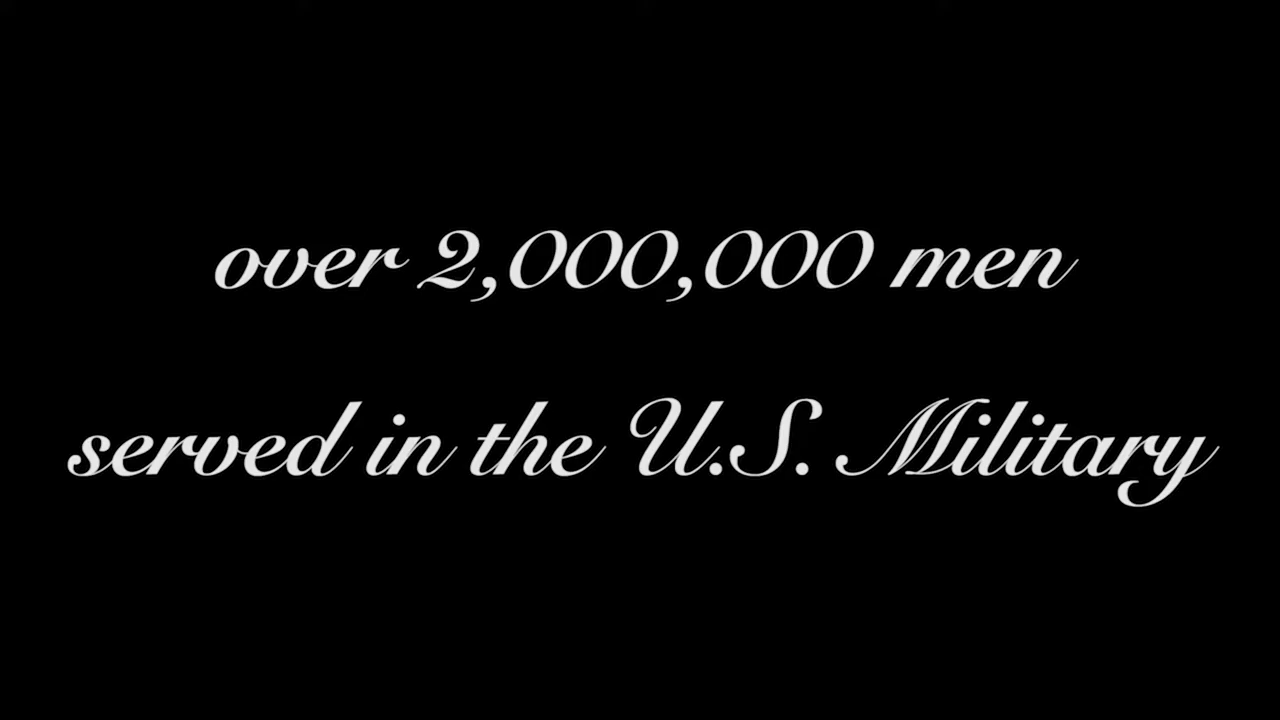 over 2,000,000 men
served in the U.S. Military